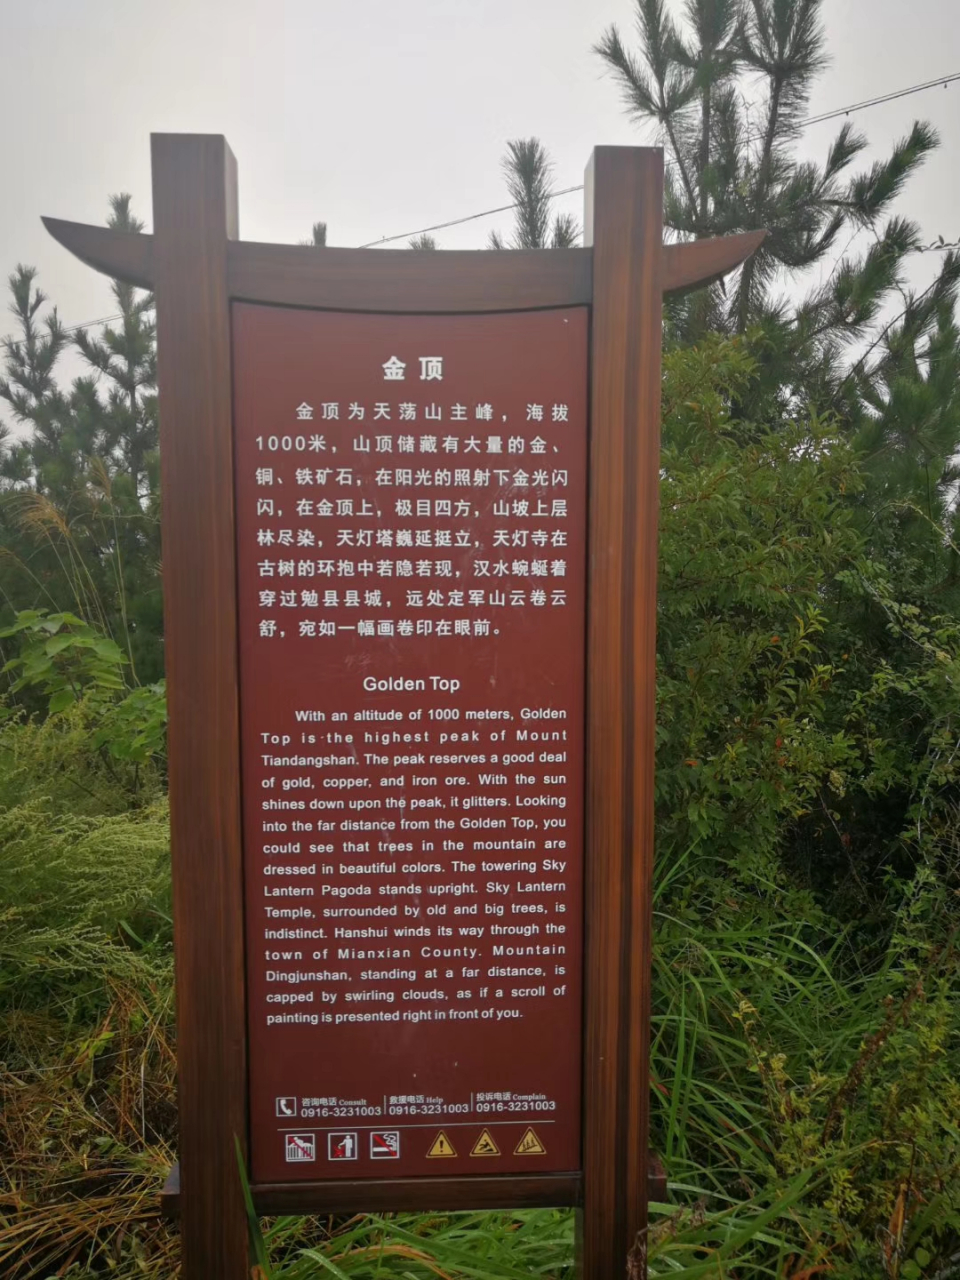 金顶
金顶为天荡山主峰，海拔
1000米，山顶储藏有大量的金、
铜、铁矿石，在阳光的照射下金光闪
闪，在金顶上，极目四方，山坡上层
林尽染，天灯塔巍延挺立，天灯寺在
古树的环抱中若隐若现，汉水蜿蜒着
穿过勉县县城，远处定军山云卷云
舒，宛如一幅画卷印在眼前。
Golden Top
With an altitude of 1000 meters, Golden
Top is the highest peak of Mount
Tiandangshan. The peak reserves a good deal
of gold, copper, and iron ore. With the sun
shines down upon the peak, it glitters. Looking
into the far distance from the Golden Top, you
could see that trees in the mountain are
dressed in beautiful colors. The towering Sky
Lantern Pagoda stands upright. Sky Lantern
Temple, surrounded by old and big trees, is
indistinct. Hanshui winds its way through the
town of Mianxian County. Mountain
Dingjunshan, standing at a far distance, is
capped by swirling clouds, as if a scroll of
painting is presented right in front of you.
咨询电话 Consult 救援电话 Help 投诉电话 Complain
0916-3231003 0916-3231003 0916-3231003